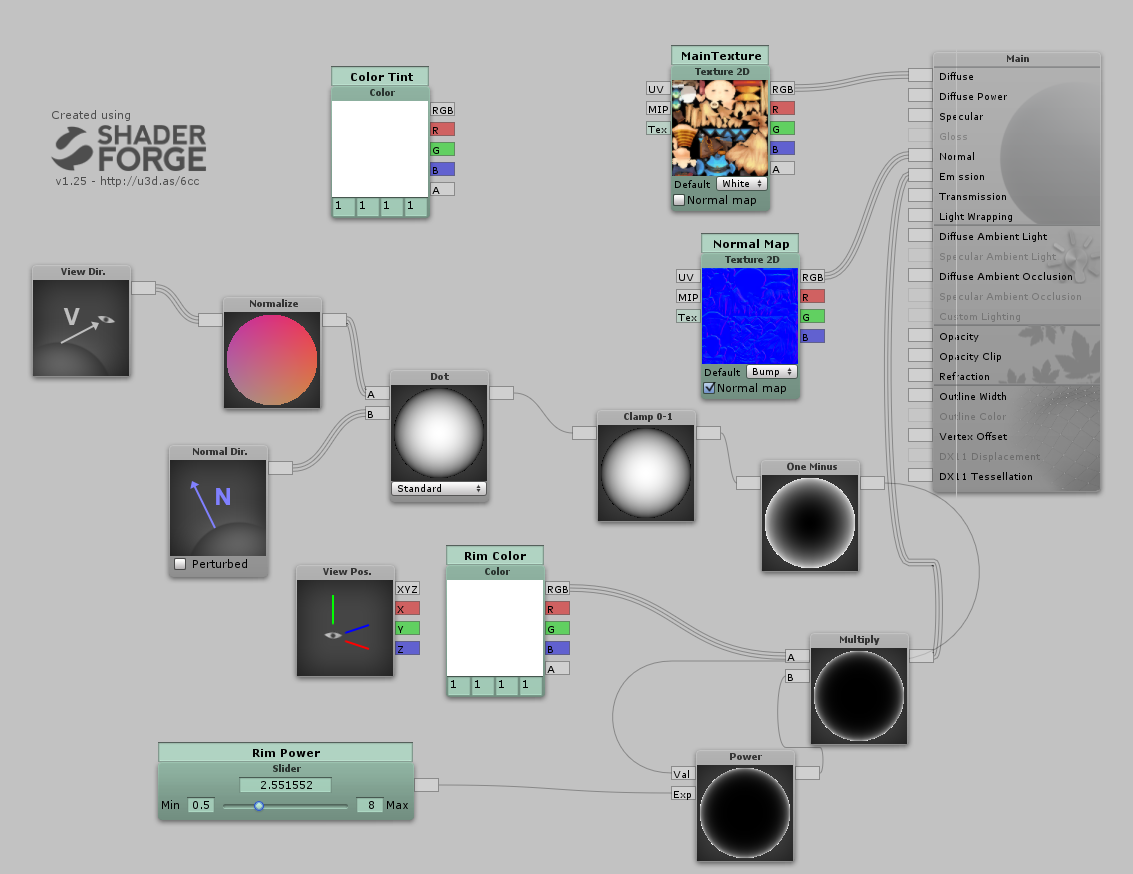 Created using
SHADER
FORGE
v1.25 - http://u3d.as/6cc
Color Tint
Color
RGB
R
G
B
A
1 1 1 1
MainTexture
Texture 2D
UV
MIP
Tex
RGB
R
G
B
A
Default White
Normal map
Main
Diffuse
Diffuse Power
Specular
Gloss
Normal
Emission
Transmission
Light Wrapping
Diffuse Ambient Light
Specular Ambient Light
Diffuse Ambient Occlusion
Specular Ambient Occlusion
Custom Lighting
Opacity
Opacity Clip
Refraction
Outline Width
Outline Color
Vertex Offset
DX11 Displacement
DX11 Tessellation
Normal Map
Texture 2D
UV
MIP
Tex
RGB
R
G
B
Default Bump
Normal map
View Dir.
V
Normalize
Normal Dir.
N
Perturbed
Dot
A
B
Standard
Clamp 0-1
One Minus
View Pos.
XYZ
X
Y
Z
Rim Color
Color
RGB
R
G
B
A
1 1 1 1
Multiply
A
B
Rim Power
Slider
2.551552
Min 0.5 8 Max
Power
Val
Exp